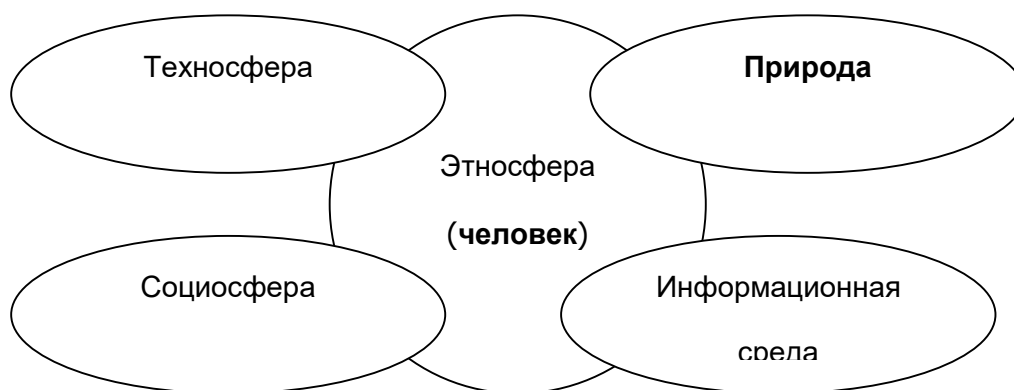 Техносфера
Природа
Этносфера
(человек)
Социосфера
Информационная
среда